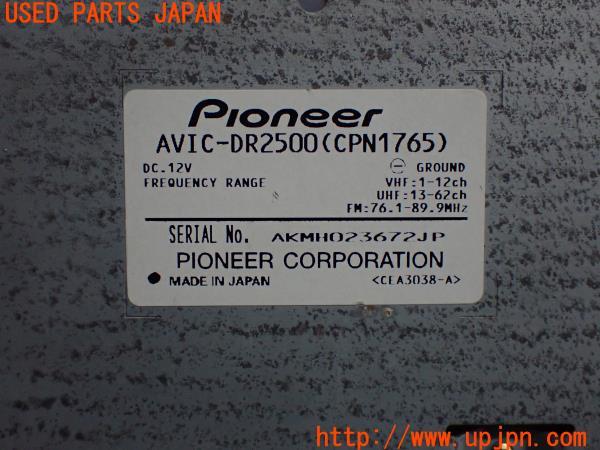 USED PARTS JAPAN
Pioneer
AVIC-DR2500(CPN1765)
DC.12V ⊖ GROUND
FREQUENCY RANGE VHF:1-12ch
UHF:13-62ch
FM:76.1-89.9MHz
SERIAL No. AKMH023672JP
PIONEER CORPORATION
● MADE IN JAPAN <CEA3038-A>
http://www.upjpn.com